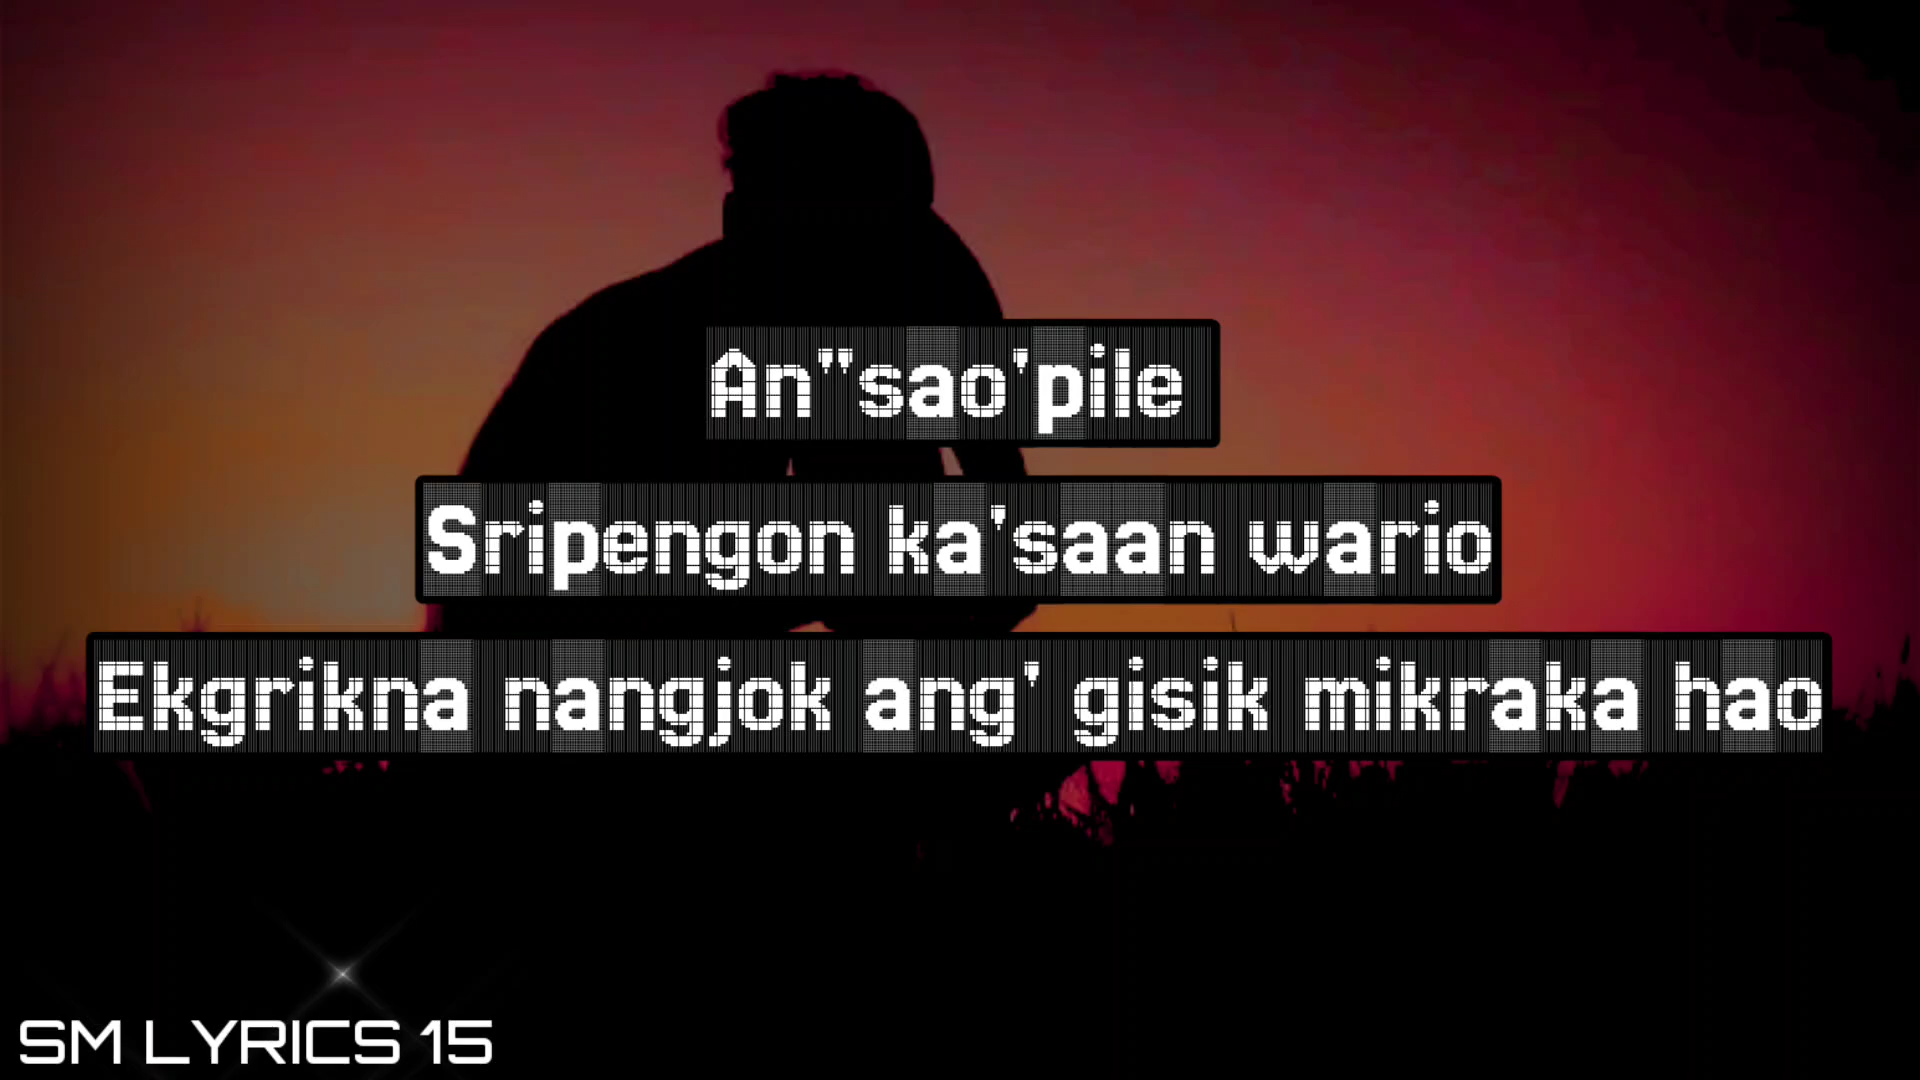 An"sao'pile
Sripengon ka'saan wario
Ekgrikna nangjok ang' gisik mikraka hao
SM LYRICS 15